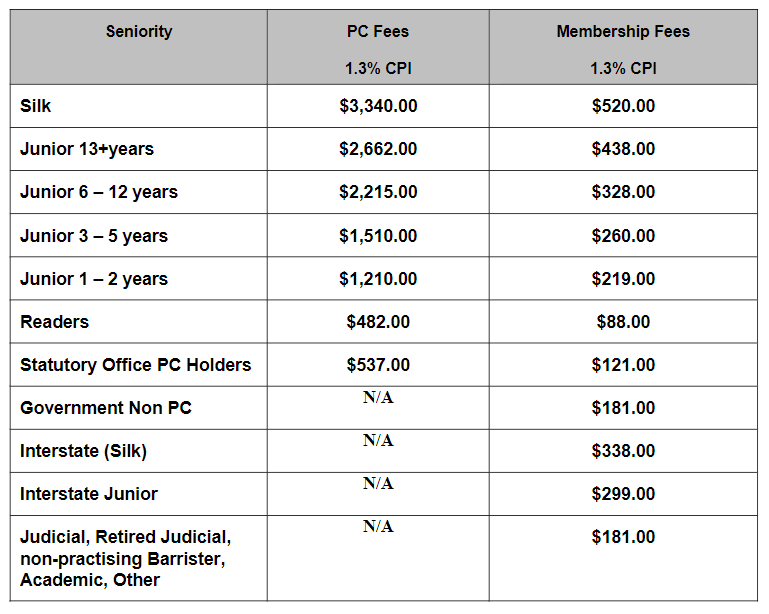 Seniority PC Fees Membership Fees
1.3% CPI 1.3% CPI
Silk $3,340.00 $520.00
Junior 13+years $2,662.00 $438.00
Junior 6 – 12 years $2,215.00 $328.00
Junior 3 – 5 years $1,510.00 $260.00
Junior 1 – 2 years $1,210.00 $219.00
Readers $482.00 $88.00
Statutory Office PC Holders $537.00 $121.00
Government Non PC N/A $181.00
Interstate (Silk) N/A $338.00
Interstate Junior N/A $299.00
Judicial, Retired Judicial, N/A $181.00
non-practising Barrister,
Academic, Other